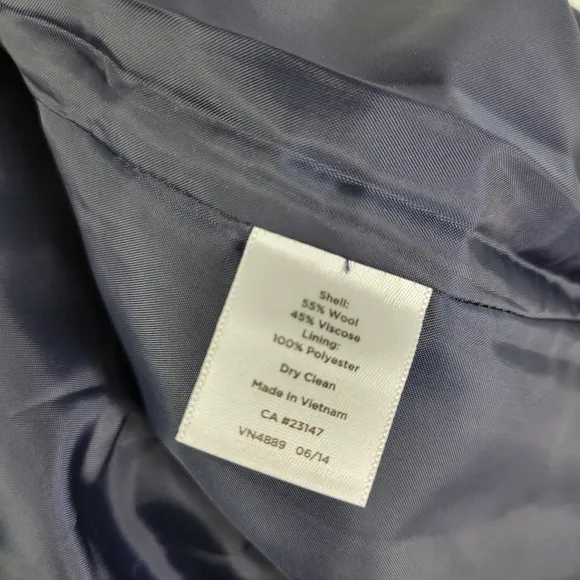 Shell:
55% Wool
45% Viscose
Lining:
100% Polyester
Dry Clean
Made in Vietnam
CA #23147
VN4889 06/14